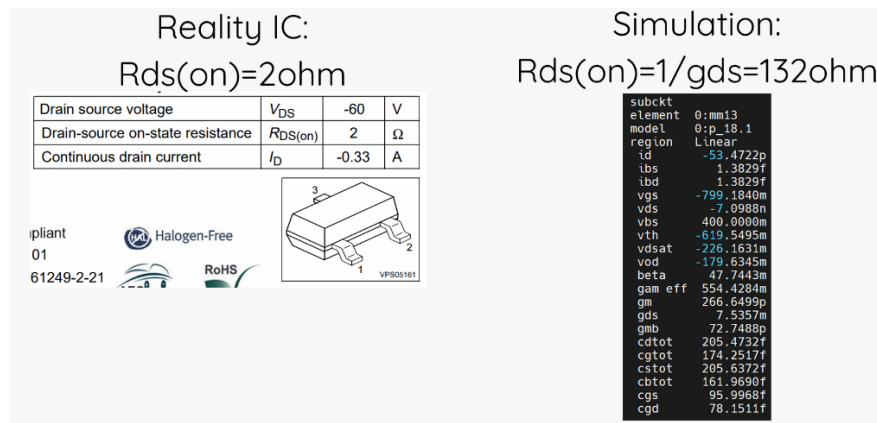 Reality IC:
Rds(on)=2ohm
Drain source voltage VDS -60 V
Drain-source on-state resistance RDS(on) 2 Ω
Continuous drain current ID -0.33 A
3
2
1
VPS05161
Halogen-Free
01
61249-2-21
RoHS
Simulation:
Rds(on)=1/gds=132ohm
subckt
element 0:mm13
model 0:p_18.1
region Linear
id -53.4722p
ibs 1.3829f
ibd 1.3829f
vgs -799.1840m
vds -7.0988n
vbs 400.0000m
vth -619.5495m
vdsat -226.1631m
vod -179.6345m
beta 47.7443m
gam eff 554.4284m
gm 266.6499p
gds 7.5357m
gmb 72.7488p
cdtot 205.4732f
cgtot 174.2517f
cstot 205.6372f
cbtot 161.9690f
cgs 95.9968f
cgd 78.1511f